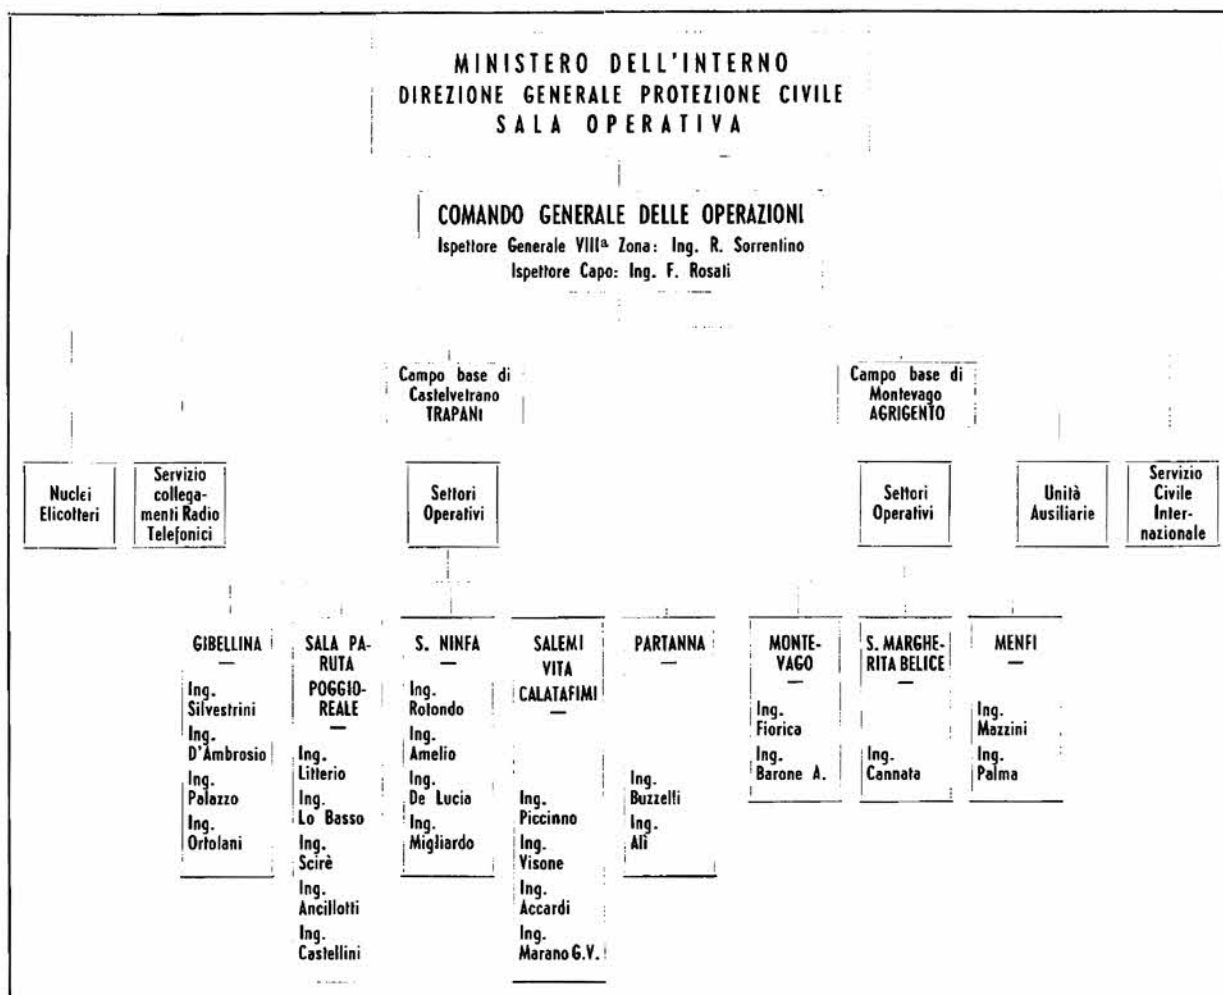 MINISTERO DELL'INTERNO
DIREZIONE GENERALE PROTEZIONE CIVILE
SALA OPERATIVA
COMANDO GENERALE DELLE OPERAZIONI
Ispettore Generale VIIIª Zona: Ing. R. Sorrentino
Ispettore Capo: Ing. F. Rosati
Campo base di
Castelvetrano
TRAPANI
Campo base di
Montevago
AGRIGENTO
Nuclei
Elicotteri
Servizio
collega-
menti Radio
Telefonici
Settori
Operativi
Settori
Operativi
Unità
Ausiliarie
Servizio
Civile
Inter-
nazionale
GIBELLINA
—
Ing.
Silvestrini
Ing.
D'Ambrosio
Ing.
Palazzo
Ing.
Ortolani
SALA PA-
RUTA
POGGIO-
REALE
—
Ing.
Litterio
Ing.
Lo Basso
Ing.
Scirè
Ing.
Ancillotti
Ing.
Castellini
S. NINFA
—
Ing.
Rotondo
Ing.
Amelio
Ing.
De Lucia
Ing.
Migliardo
SALEMI
VITA
CALATAFIMI
—
Ing.
Piccinno
Ing.
Visone
Ing.
Accardi
Ing.
Marano G.V.
PARTANNA
—
Ing.
Buzzelli
Ing.
Alì
MONTE-
VAGO
—
Ing.
Fiorica
Ing.
Barone A.
S. MARGHE-
RITA BELICE
—
Ing.
Cannata
MENFI
—
Ing.
Mazzini
Ing.
Palma